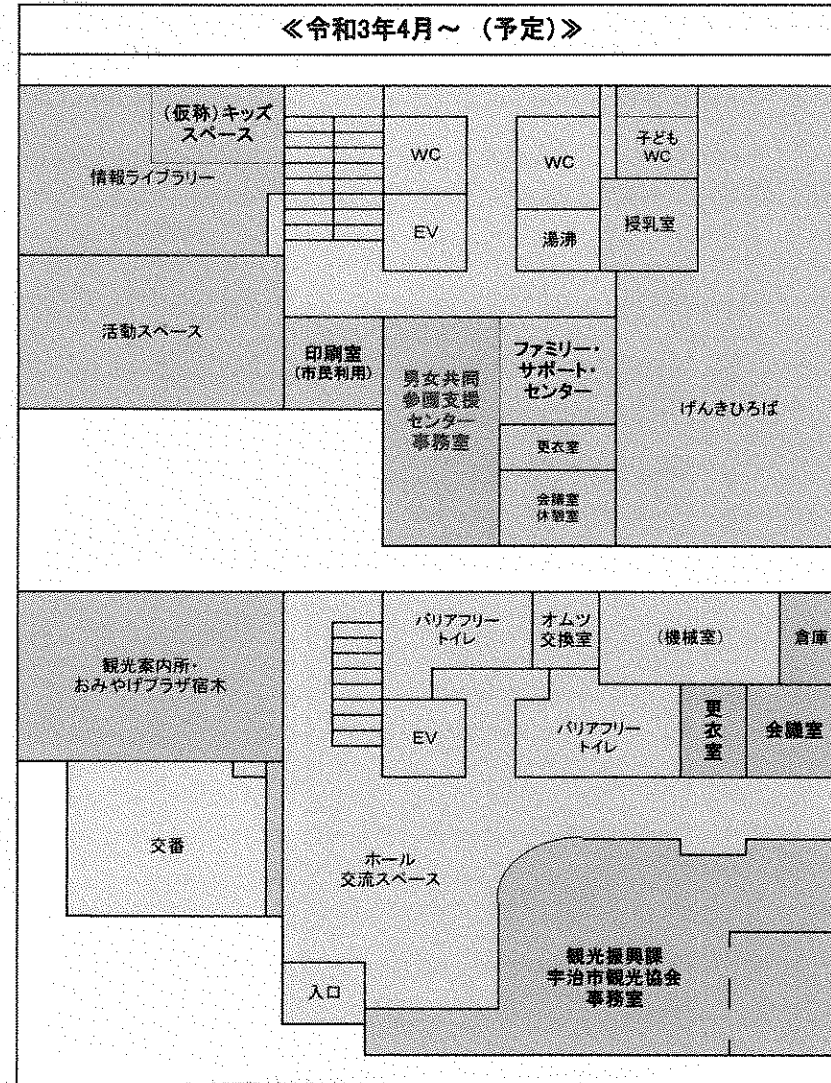 ≪令和3年4月～（予定）≫
（仮称）キッズ
スペース
情報ライブラリー
WC
EV
WC
湯沸
子ども
WC
授乳室
活動スペース
印刷室
（市民利用）
男女共同
参画支援
センター
事務室
ファミリー・
サポート・
センター
更衣室
会議室
休憩室
げんきひろば
観光案内所・
おみやげプラザ宿木
バリアフリー
トイレ
オムツ
交換室
（機械室）
倉庫
EV
バリアフリー
トイレ
更
衣
室
会議室
交番
ホール
交流スペース
入口
観光振興課
宇治市観光協会
事務室